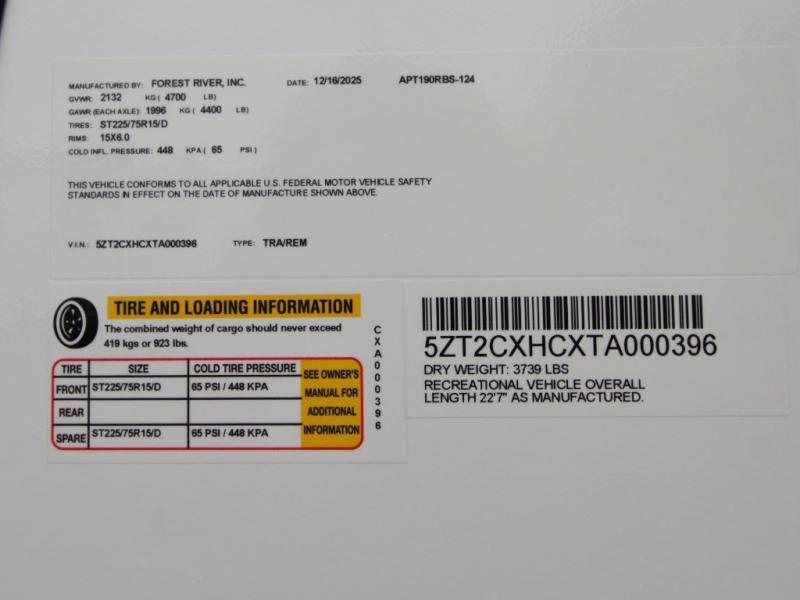 MANUFACTURED BY: FOREST RIVER, INC. DATE: 12/16/2025 APT190RBS-124
GVWR: 2132 KG ( 4700 LB)
GAWR (EACH AXLE): 1996 KG ( 4400 LB)
TIRES: ST225/75R15/D
RIMS: 15X6.0
COLD INFL. PRESSURE: 448 KPA ( 65 PSI )
THIS VEHICLE CONFORMS TO ALL APPLICABLE U.S. FEDERAL MOTOR VEHICLE SAFETY
STANDARDS IN EFFECT ON THE DATE OF MANUFACTURE SHOWN ABOVE.
V.I.N.: 5ZT2CXHCXTA000396 TYPE: TRA/REM
TIRE AND LOADING INFORMATION
The combined weight of cargo should never exceed
419 kgs or 923 lbs.
TIRE SIZE COLD TIRE PRESSURE
FRONT ST225/75R15/D 65 PSI / 448 KPA
REAR
SPARE ST225/75R15/D 65 PSI / 448 KPA
SEE OWNER'S
MANUAL FOR
ADDITIONAL
INFORMATION
CXA000396
5ZT2CXHCXTA000396
DRY WEIGHT: 3739 LBS
RECREATIONAL VEHICLE OVERALL
LENGTH 22'7" AS MANUFACTURED.